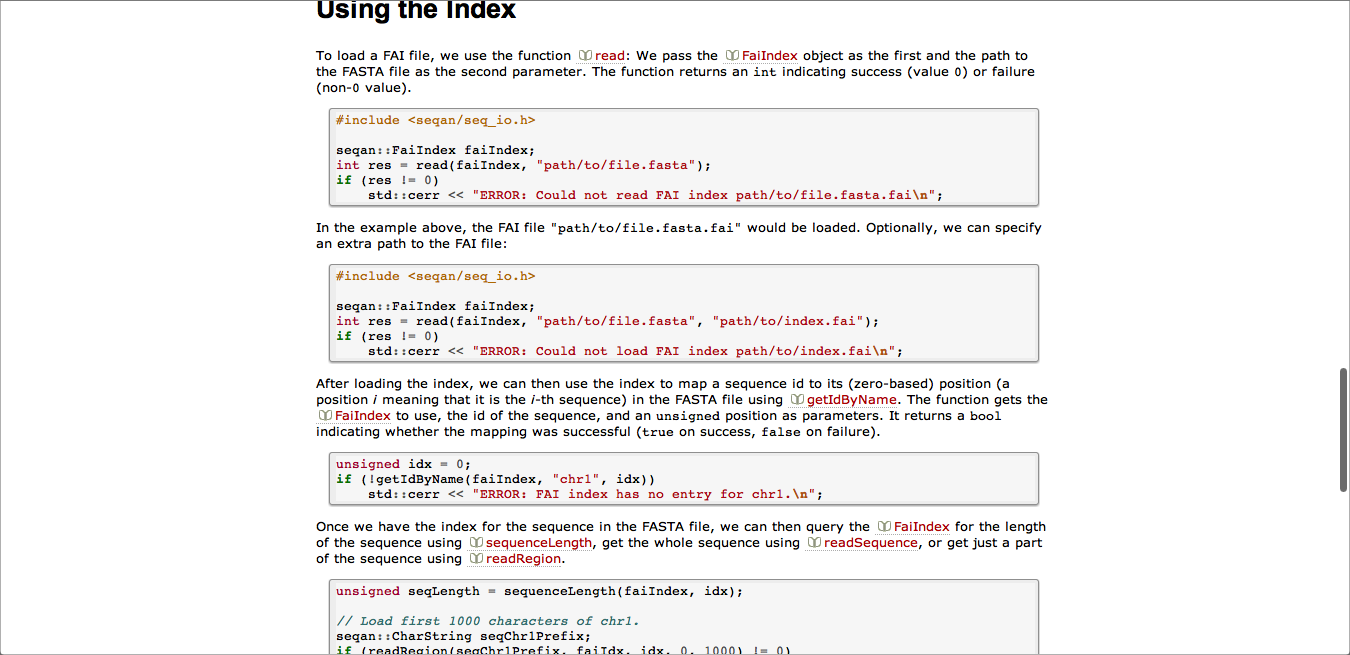 Using the Index
To load a FAI file, we use the function read: We pass the FaiIndex object as the first and the path to
the FASTA file as the second parameter. The function returns an int indicating success (value 0) or failure
(non-0 value).
#include <seqan/seq_io.h>
seqan::FaiIndex faiIndex;
int res = read(faiIndex, "path/to/file.fasta");
if (res != 0)
    std::cerr << "ERROR: Could not read FAI index path/to/file.fasta.fai\n";
In the example above, the FAI file "path/to/file.fasta.fai" would be loaded. Optionally, we can specify
an extra path to the FAI file:
#include <seqan/seq_io.h>
seqan::FaiIndex faiIndex;
int res = read(faiIndex, "path/to/file.fasta", "path/to/index.fai");
if (res != 0)
    std::cerr << "ERROR: Could not load FAI index path/to/index.fai\n";
After loading the index, we can then use the index to map a sequence id to its (zero-based) position (a
position i meaning that it is the i-th sequence) in the FASTA file using getIdByName. The function gets the
FaiIndex to use, the id of the sequence, and an unsigned position as parameters. It returns a bool
indicating whether the mapping was successful (true on success, false on failure).
unsigned idx = 0;
if (!getIdByName(faiIndex, "chr1", idx))
    std::cerr << "ERROR: FAI index has no entry for chr1.\n";
Once we have the index for the sequence in the FASTA file, we can then query the FaiIndex for the length
of the sequence using sequenceLength, get the whole sequence using readSequence, or get just a part
of the sequence using readRegion.
unsigned seqLength = sequenceLength(faiIndex, idx);
// Load first 1000 characters of chr1.
seqan::CharString seqChr1Prefix;
if (readRegion(seqChr1Prefix, faiIdx, idx, 0, 1000) != 0)